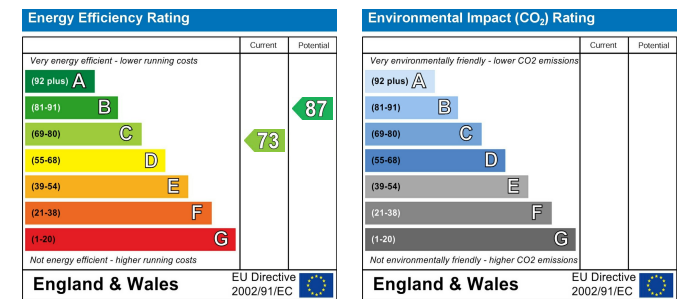 Energy Efficiency Rating
Current Potential
Very energy efficient - lower running costs
(92 plus) A
(81-91) B
87
(69-80) C
73
(55-68) D
(39-54) E
(21-38) F
(1-20) G
Not energy efficient - higher running costs
England & Wales
EU Directive
2002/91/EC
Environmental Impact (CO2) Rating
Current Potential
Very environmentally friendly - lower CO2 emissions
(92 plus) A
(81-91) B
(69-80) C
(55-68) D
(39-54) E
(21-38) F
(1-20) G
Not environmentally friendly - higher CO2 emissions
England & Wales
EU Directive
2002/91/EC